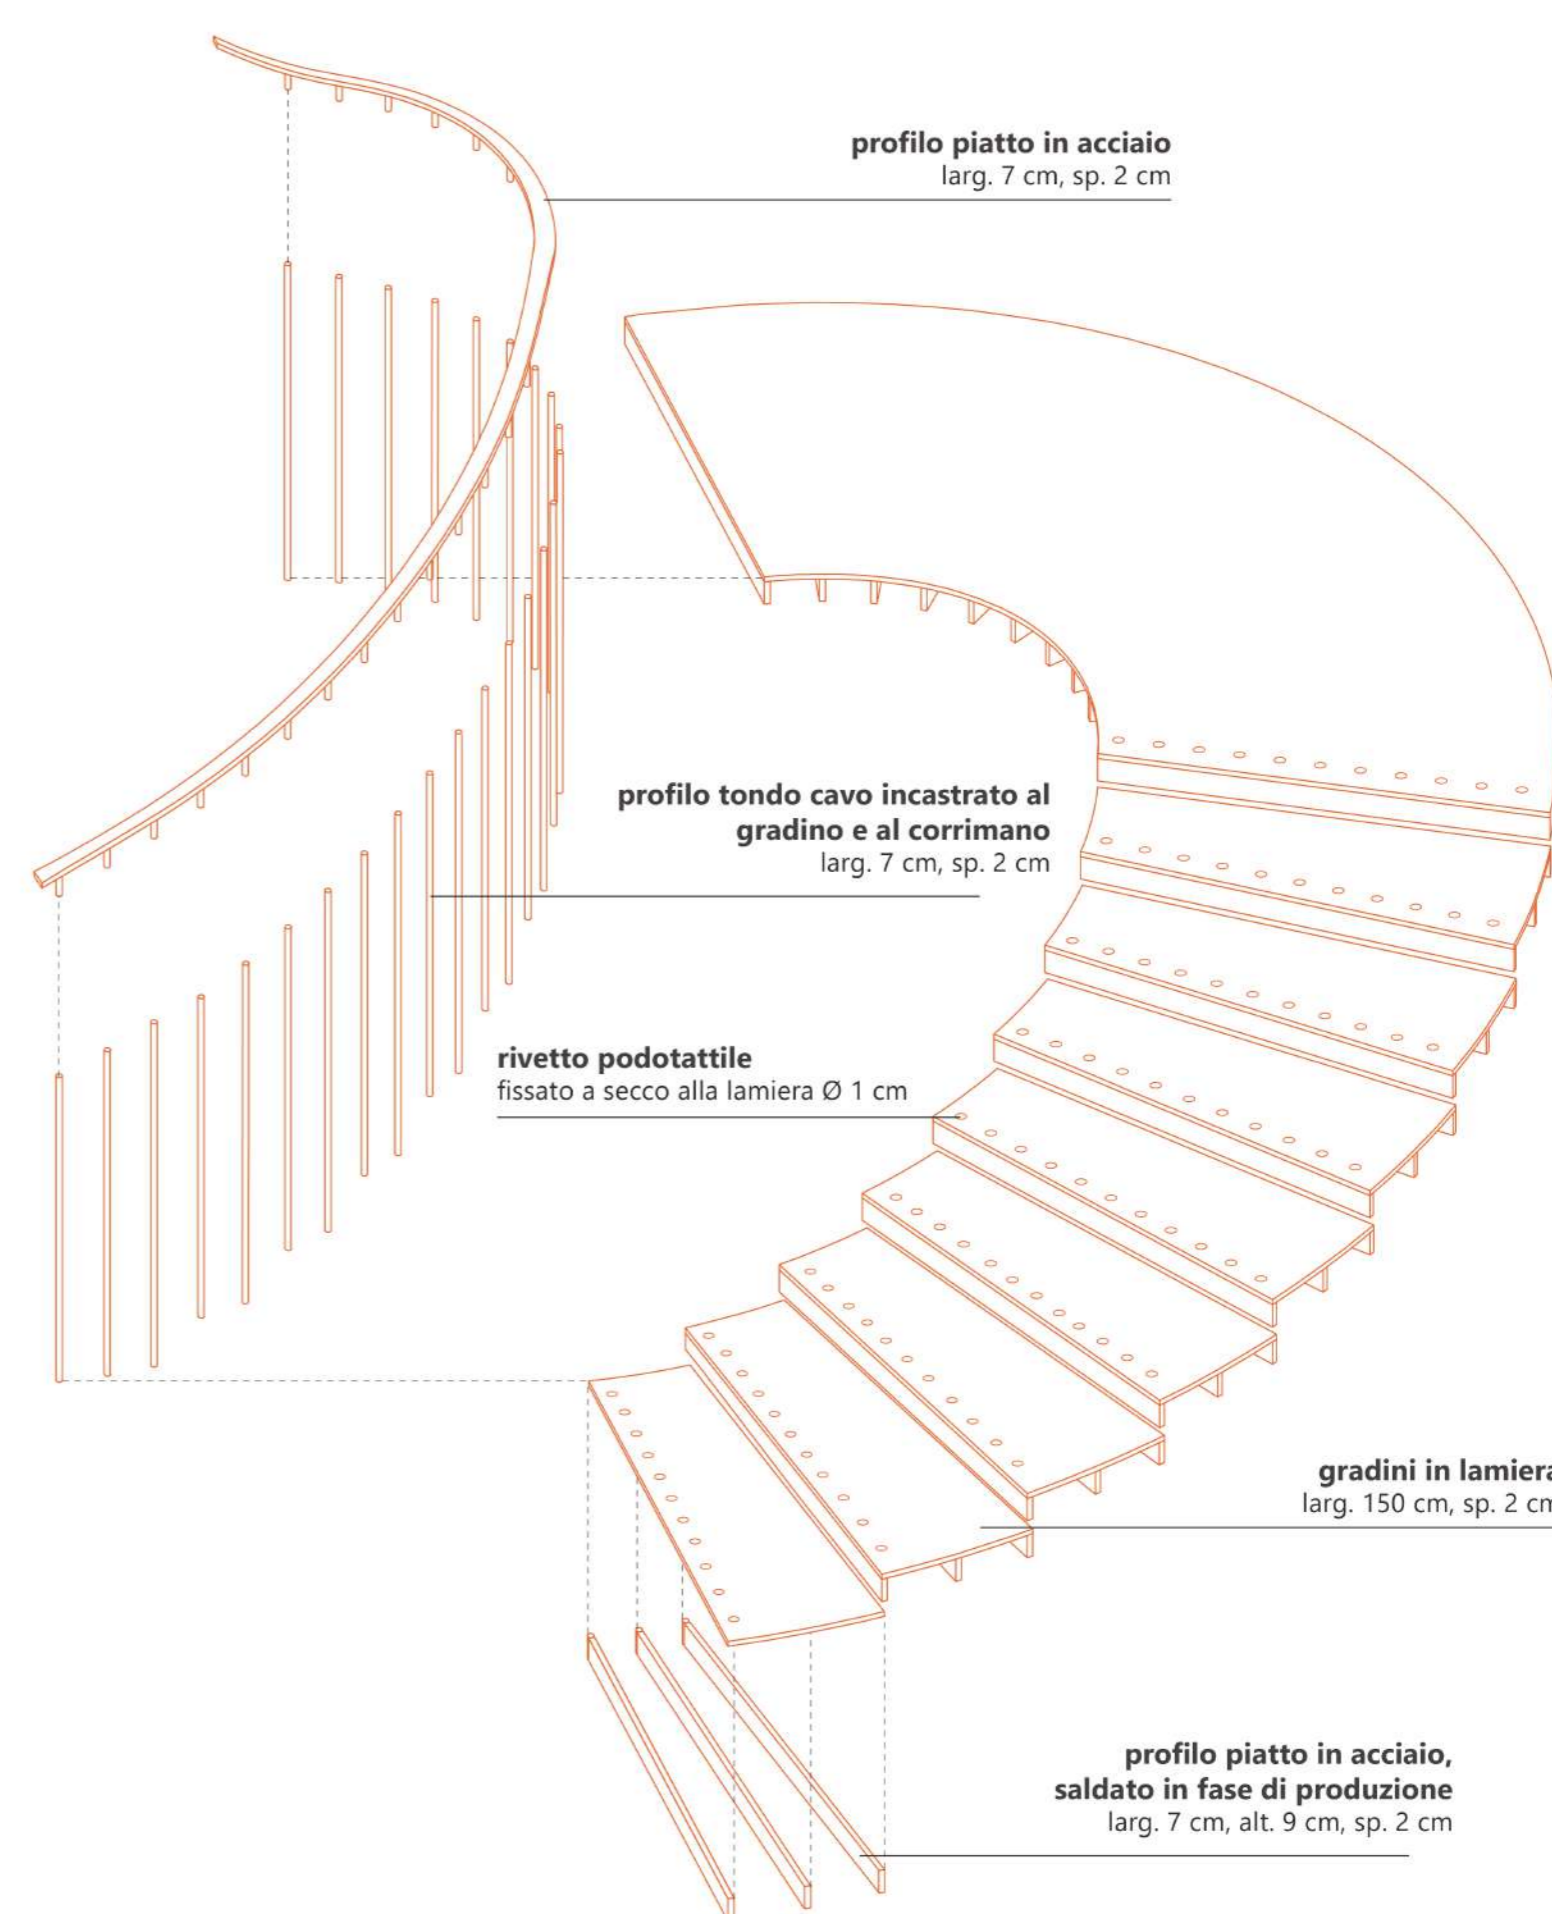 profilo piatto in acciaio
larg. 7 cm, sp. 2 cm
profilo tondo cavo incastrato al
gradino e al corrimano
larg. 7 cm, sp. 2 cm
rivetto podotattile
fissato a secco alla lamiera Ø 1 cm
gradini in lamiera
larg. 150 cm, sp. 2 cm
profilo piatto in acciaio,
saldato in fase di produzione
larg. 7 cm, alt. 9 cm, sp. 2 cm